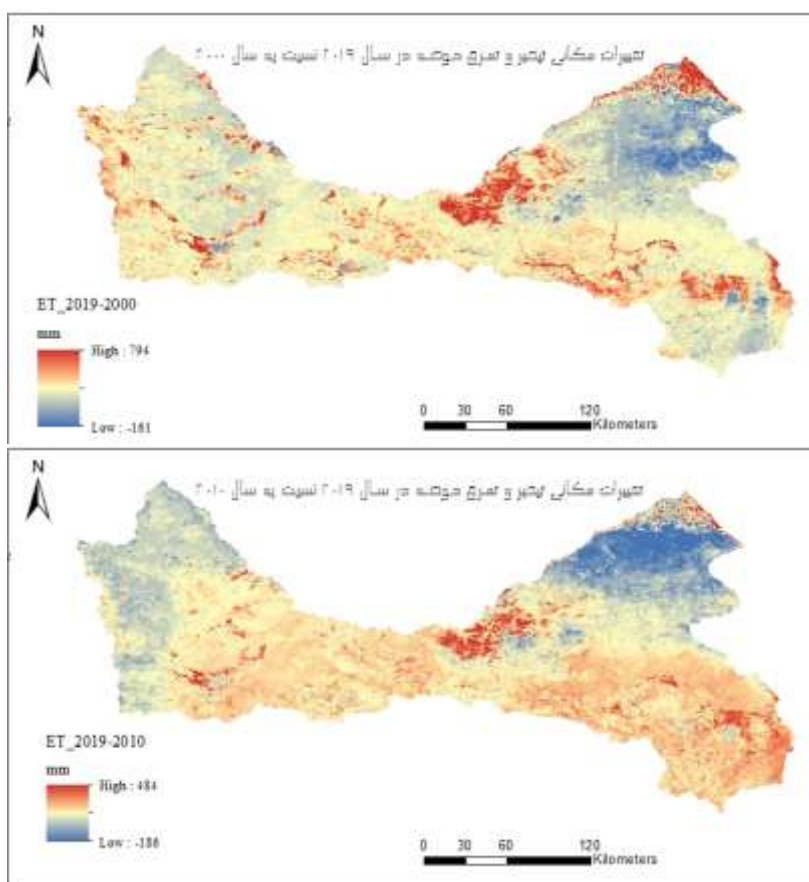 N
تغییرات مکانی تبخیر و تعرق حوضه در سال ۲۰۱۹ نسبت به سال ۲۰۰۰
ET_2019-2000
mm
High : 794
Low : -161
0 30 60 120
Kilometers
N
تغییرات مکانی تبخیر و تعرق حوضه در سال ۲۰۱۹ نسبت به سال ۲۰۱۰
ET_2019-2010
mm
High : 484
Low : -186
0 30 60 120
Kilometers